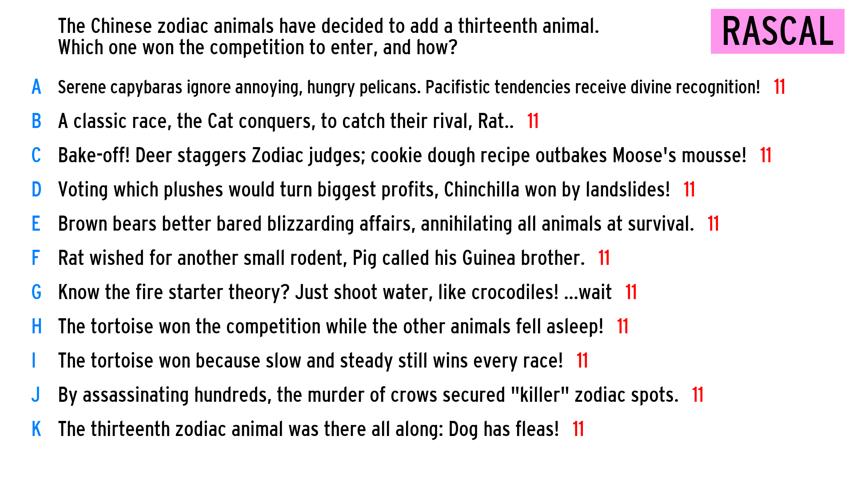 The Chinese zodiac animals have decided to add a thirteenth animal.
Which one won the competition to enter, and how?
RASCAL
A Serene capybaras ignore annoying, hungry pelicans. Pacifistic tendencies receive divine recognition! 11
B A classic race, the Cat conquers, to catch their rival, Rat.. 11
C Bake-off! Deer staggers Zodiac judges; cookie dough recipe outbakes Moose's mousse! 11
D Voting which plushes would turn biggest profits, Chinchilla won by landslides! 11
E Brown bears better bared blizzarding affairs, annihilating all animals at survival. 11
F Rat wished for another small rodent, Pig called his Guinea brother. 11
G Know the fire starter theory? Just shoot water, like crocodiles! ...wait 11
H The tortoise won the competition while the other animals fell asleep! 11
I The tortoise won because slow and steady still wins every race! 11
J By assassinating hundreds, the murder of crows secured "killer" zodiac spots. 11
K The thirteenth zodiac animal was there all along: Dog has fleas! 11